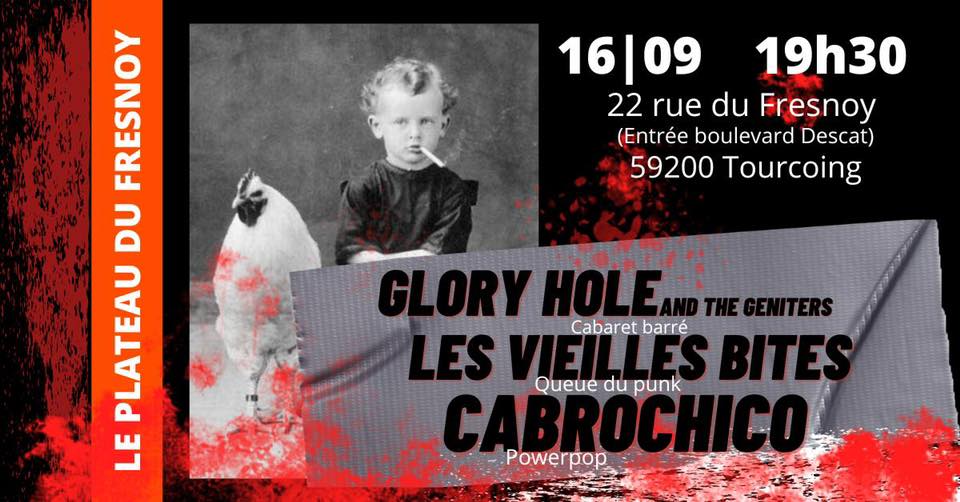 LE PLATEAU DU FRESNOY
16|09 19h30
22 rue du Fresnoy
(Entrée boulevard Descat)
59200 Tourcoing
GLORY HOLE AND THE GENITERS
Cabaret barré
LES VIEILLES BITES
Queue du punk
CABROCHICO
Powerpop